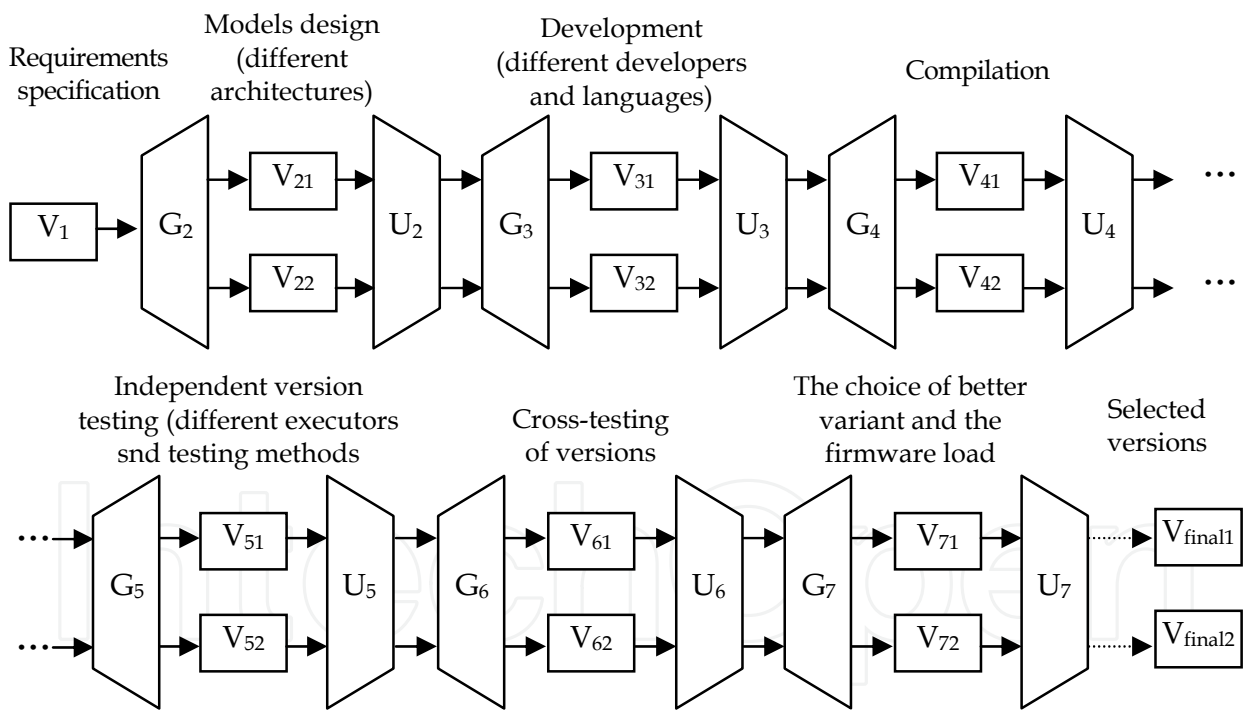 Requirements
specification
Models design
(different
architectures)
Development
(different developers
and languages)
Compilation
V1
G2
V21
V22
U2
G3
V31
V32
U3
G4
V41
V42
U4
...
...
Independent version
testing (different executors
snd testing methods
Cross-testing
of versions
The choice of better
variant and the
firmware load
Selected
versions
...
...
G5
V51
V52
U5
G6
V61
V62
U6
G7
V71
V72
U7
Vfinal1
Vfinal2
IntechOpen